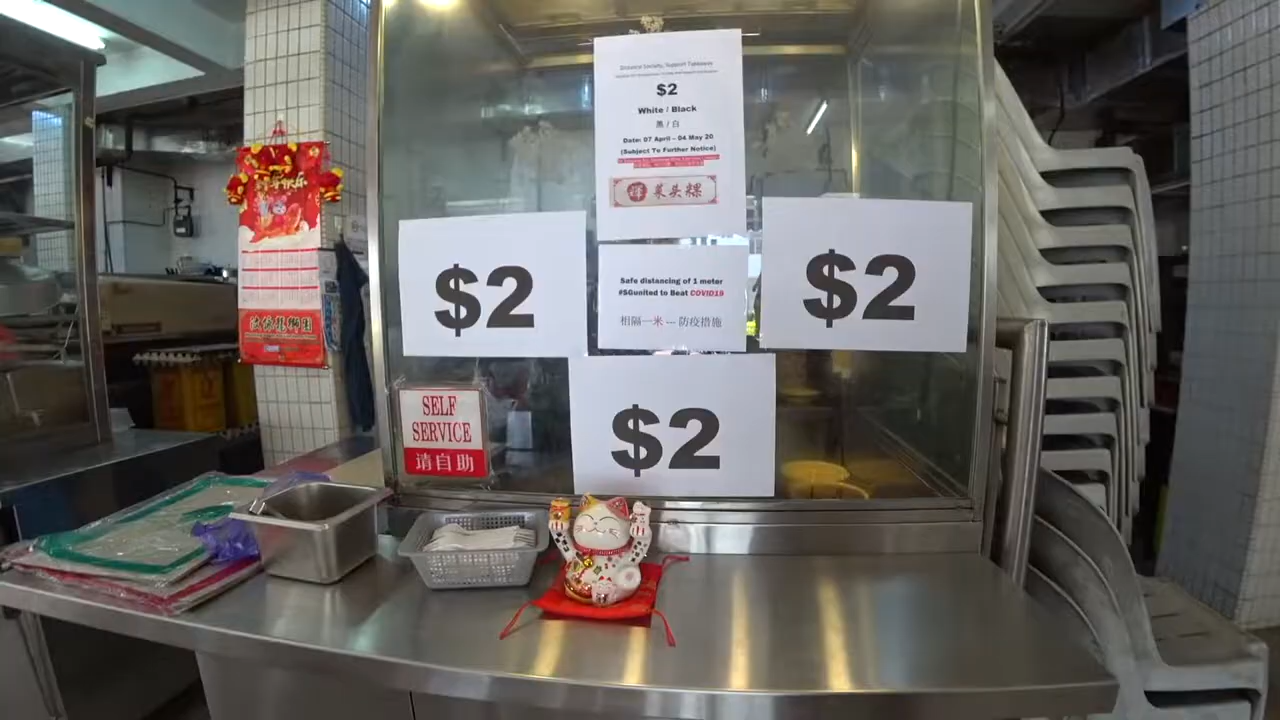 $2
White / Black
黑 / 白
Date: 07 April - 04 May 20
(Subject To Further Notice)
菜头粿
$2
Safe distancing of 1 meter
#SGunited to Beat COVID19
相隔一米 --- 防疫措施
$2
SELF
SERVICE
请自助
$2